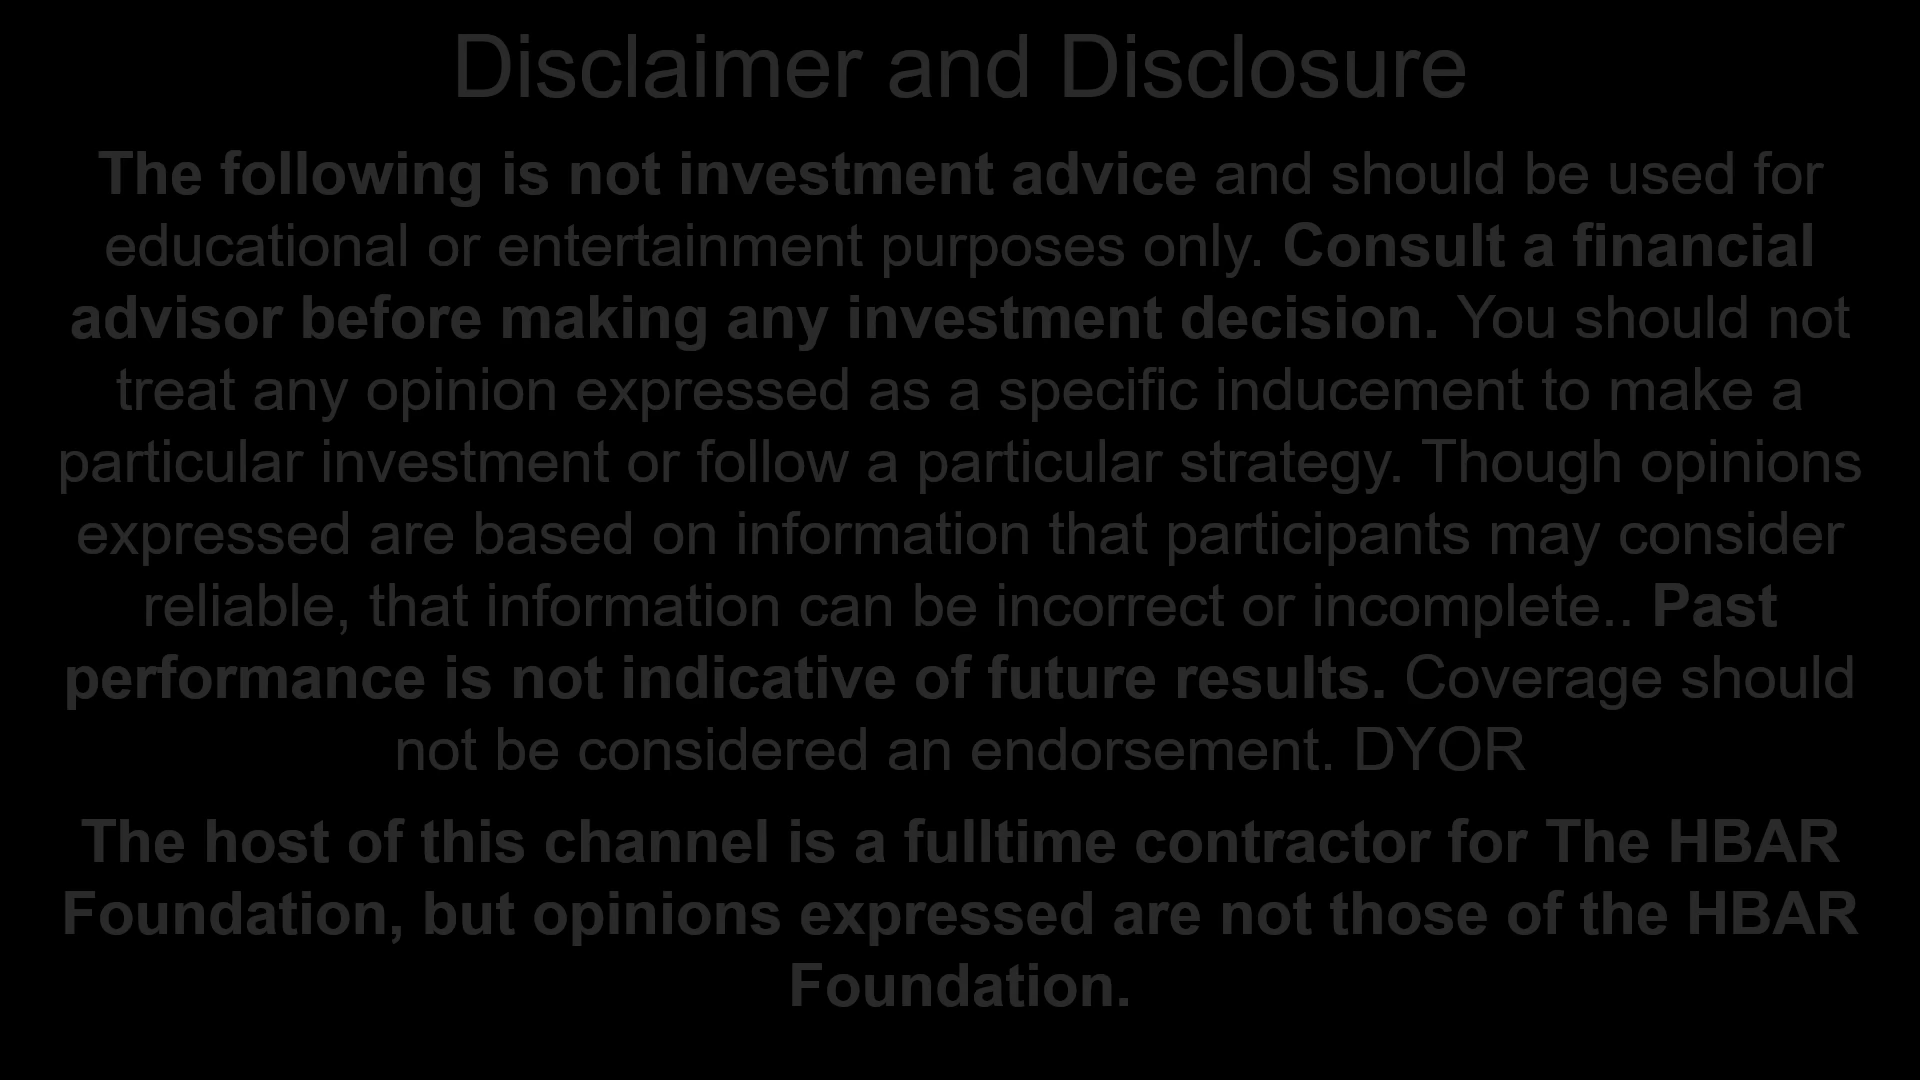 Disclaimer and Disclosure
The following is not investment advice and should be used for
educational or entertainment purposes only. Consult a financial
advisor before making any investment decision. You should not
treat any opinion expressed as a specific inducement to make a
particular investment or follow a particular strategy. Though opinions
expressed are based on information that participants may consider
reliable, that information can be incorrect or incomplete.. Past
performance is not indicative of future results. Coverage should
not be considered an endorsement. DYOR
The host of this channel is a fulltime contractor for The HBAR
Foundation, but opinions expressed are not those of the HBAR
Foundation.